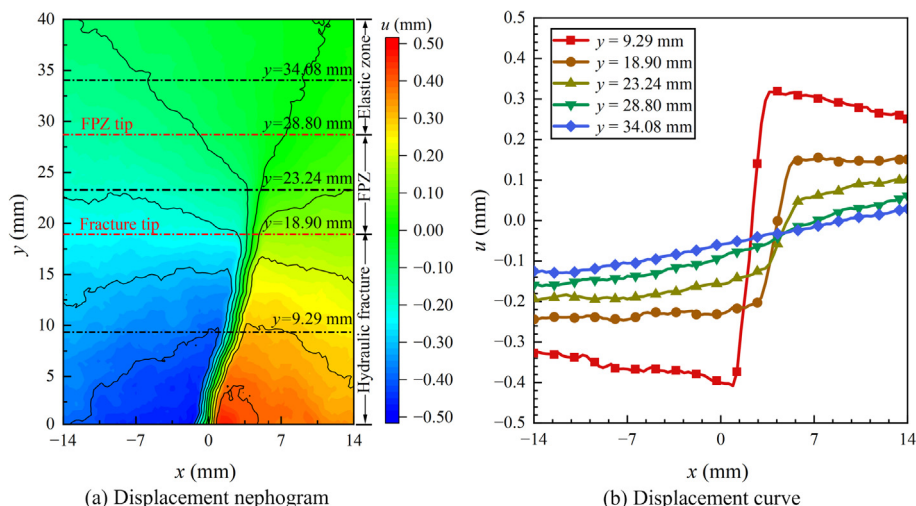 u (mm)
40
35
30
25
20
15
10
5
0
y (mm)
−14
−7
0
7
14
x (mm)
y=34.08 mm
FPZ tip
y=28.80 mm
23.24 mm
Fracture tip
18.90 mm
y=9.29 mm
Elastic zone
FPZ
Hydraulic fracture
0.50
0.40
0.30
0.20
0.10
−0.00
−0.10
−0.20
−0.30
−0.40
−0.50
(a) Displacement nephogram
0.5
0.3
0.1
0.0
−0.1
−0.2
−0.3
−0.4
−0.5
u (mm)
y = 9.29 mm
y = 18.90 mm
y = 23.24 mm
y = 28.80 mm
y = 34.08 mm
−14
−7
0
7
14
x (mm)
(b) Displacement curve